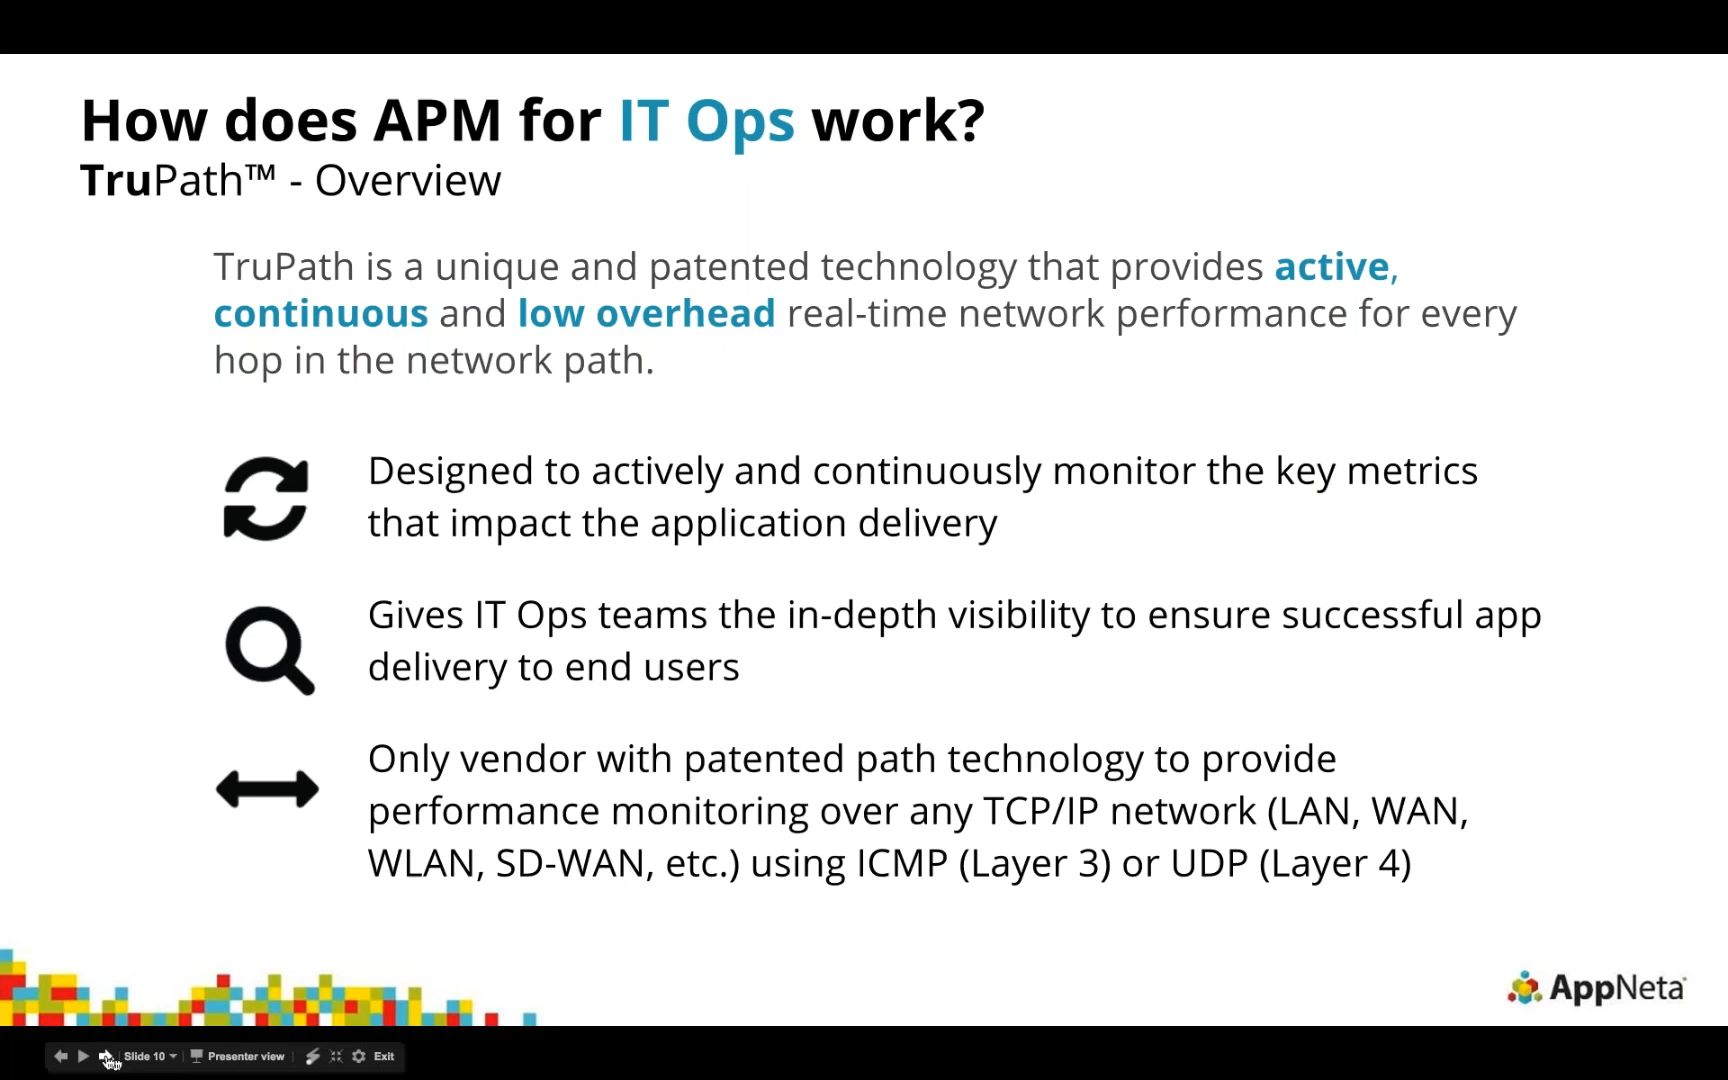 How does APM for IT Ops work?
TruPath™ - Overview
TruPath is a unique and patented technology that provides active,
continuous and low overhead real-time network performance for every
hop in the network path.
Designed to actively and continuously monitor the key metrics
that impact the application delivery
Gives IT Ops teams the in-depth visibility to ensure successful app
delivery to end users
Only vendor with patented path technology to provide
performance monitoring over any TCP/IP network (LAN, WAN,
WLAN, SD-WAN, etc.) using ICMP (Layer 3) or UDP (Layer 4)
AppNeta™
Slide 10 Presenter view Exit